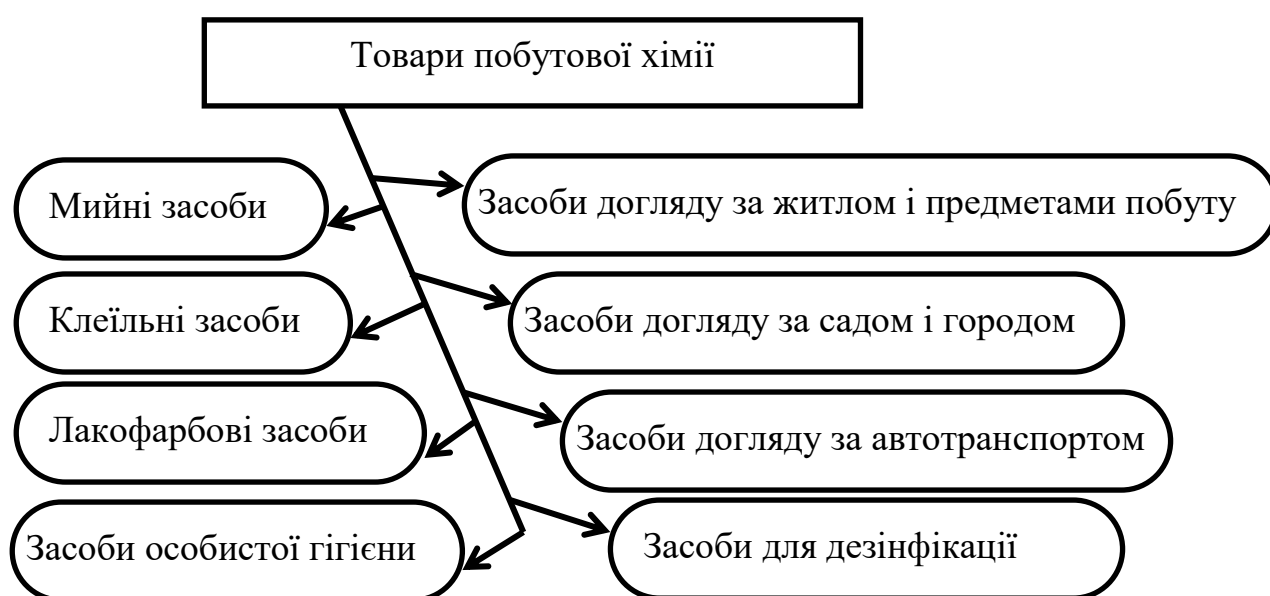 Товари побутової хімії
Мийні засоби
Засоби догляду за житлом і предметами побуту
Клеїльні засоби
Засоби догляду за садом і городом
Лакофарбові засоби
Засоби догляду за автотранспортом
Засоби особистої гігієни
Засоби для дезінфікації